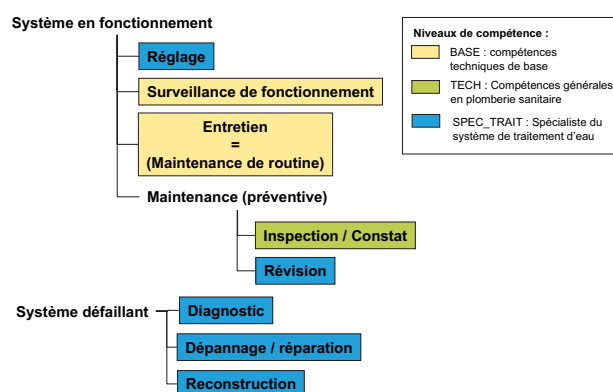 Système en fonctionnement
Réglage
Surveillance de fonctionnement
Entretien
=
(Maintenance de routine)
Maintenance (préventive)
Inspection / Constat
Révision
Système défaillant
Diagnostic
Dépannage / réparation
Reconstruction
Niveaux de compétence :
BASE : compétences
techniques de base
TECH : Compétences générales
en plomberie sanitaire
SPEC_TRAIT : Spécialiste du
système de traitement d'eau